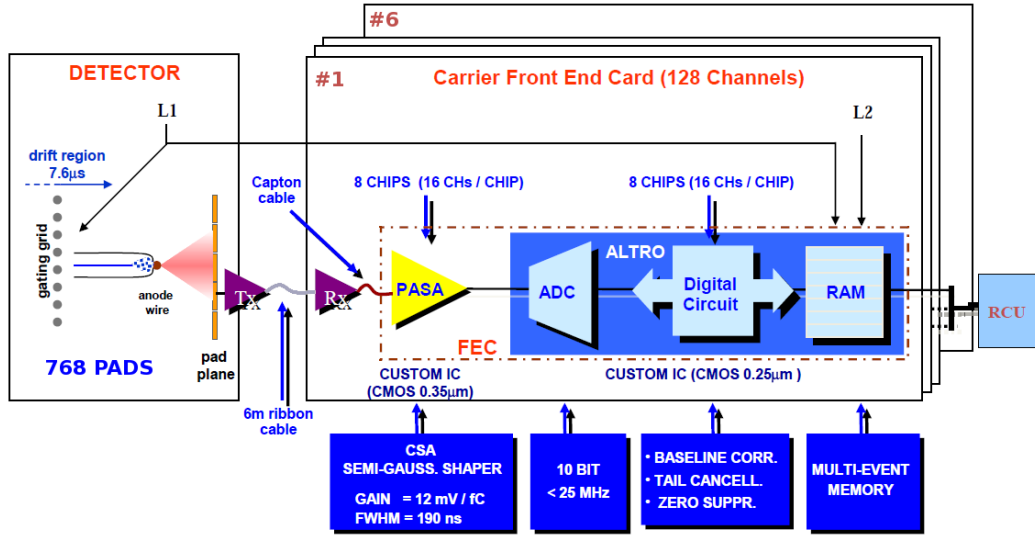 #6
DETECTOR
#1
Carrier Front End Card (128 Channels)
L1
L2
drift region
7.6μs
Capton
cable
8 CHIPS (16 CHs / CHIP)
8 CHIPS (16 CHs / CHIP)
gating grid
ALTRO
anode
wire
Tx
Rx
PASA
ADC
Digital
Circuit
RAM
RCU
768 PADS
pad
plane
FEC
CUSTOM IC
(CMOS 0.35μm)
CUSTOM IC (CMOS 0.25μm )
6m ribbon
cable
CSA
SEMI-GAUSS. SHAPER
GAIN = 12 mV / fC
FWHM = 190 ns
10 BIT
< 25 MHz
• BASELINE CORR.
• TAIL CANCELL.
• ZERO SUPPR.
MULTI-EVENT
MEMORY